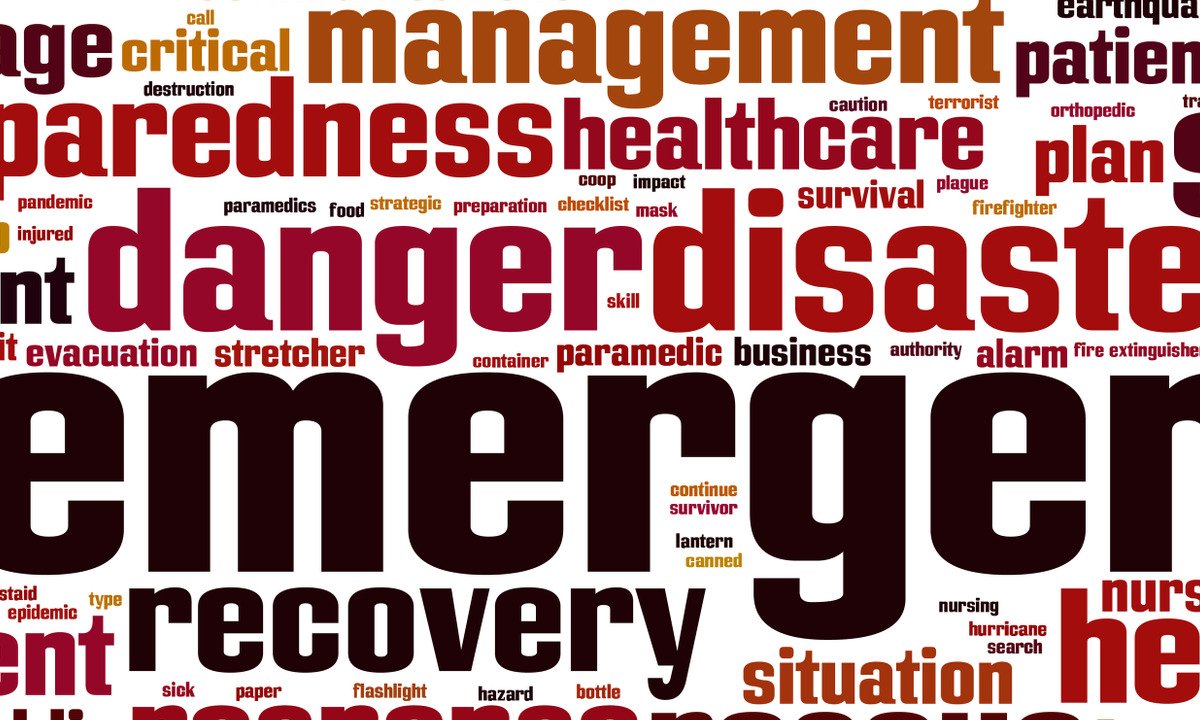 call
earthqua
age critical management patien
destruction
caution terrorist orthopedic
paredness healthcare plan
coop impact
pandemic paramedics food strategic preparation checklist mask survival plague firefighter
injured
nt danger disaste
skill
it evacuation stretcher container paramedic business authority alarm fire extinguisher
emerger
continue
survivor
lantern
canned
staid
epidemic type recovery nursing nurs
hurricane
search
ent situation he
sick paper flashlight hazard bottle